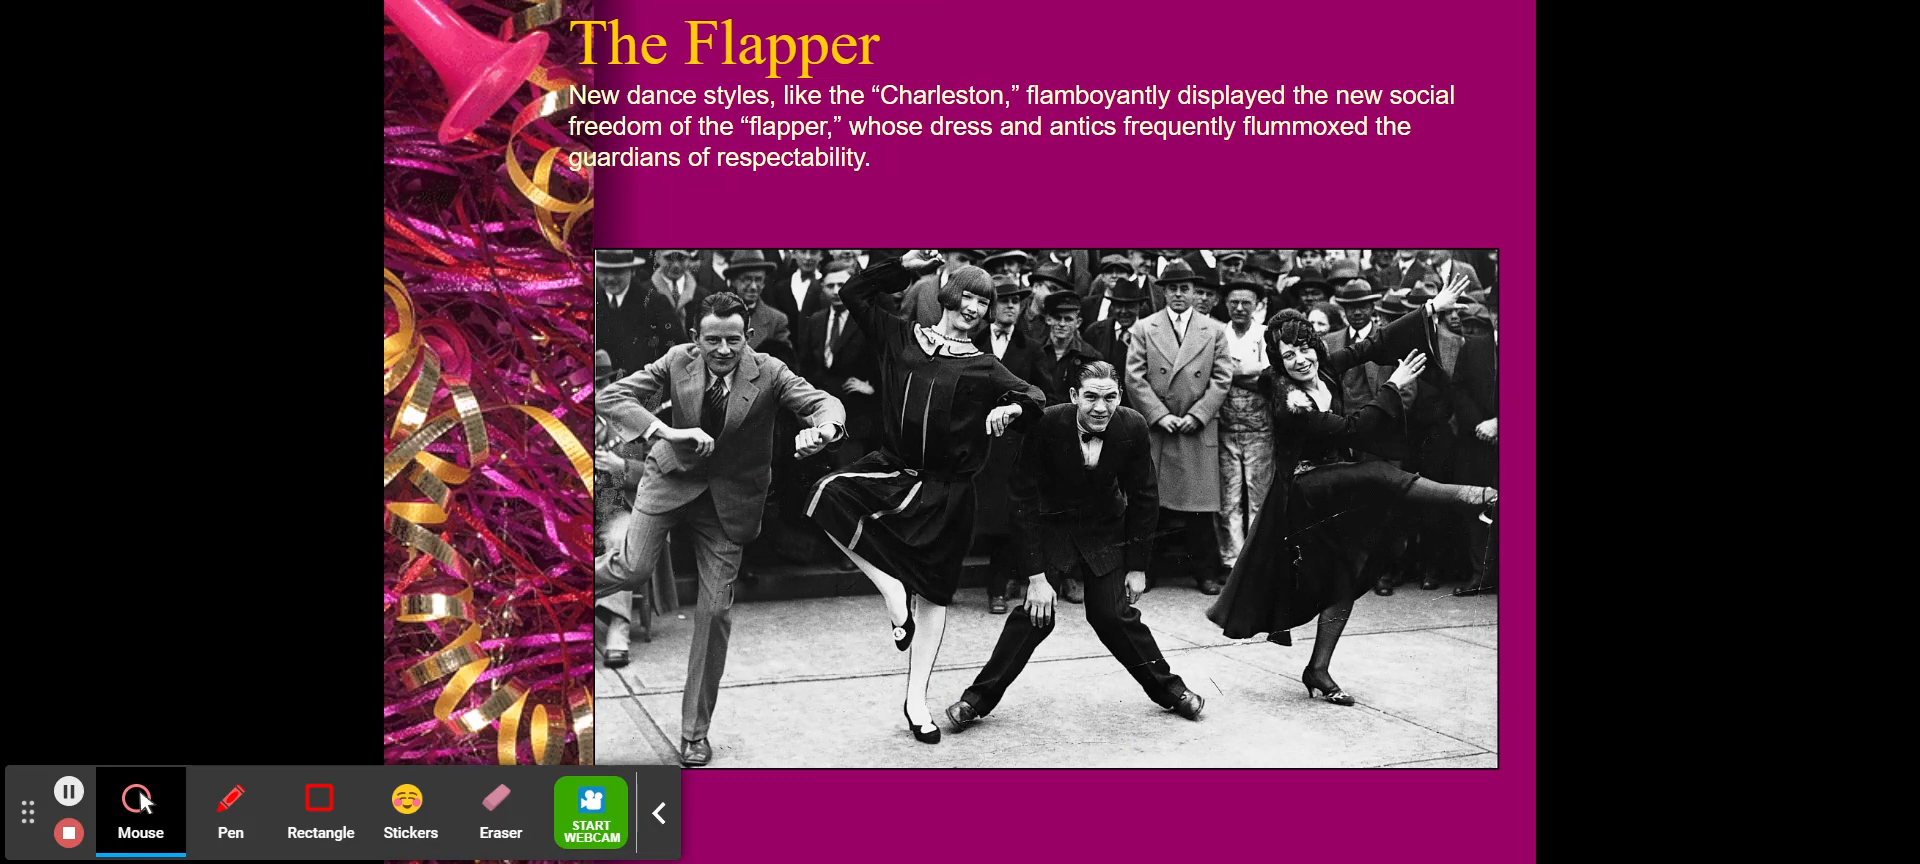 The Flapper
New dance styles, like the “Charleston,” flamboyantly displayed the new social
freedom of the “flapper,” whose dress and antics frequently flummoxed the
guardians of respectability.
Mouse
Pen
Rectangle
Stickers
Eraser
START
WEBCAM